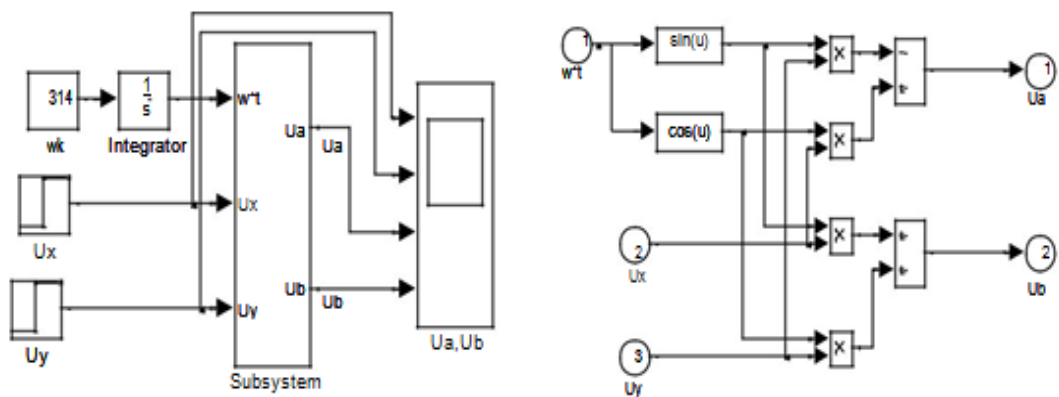 314
wk
1
s
Integrator
Ux
Uy
w*t
Ux
Uy
Ua
Ub
Subsystem
Ua
Ub
Ua,Ub
1
w*t
sin(u)
cos(u)
2
Ux
3
Uy
X
X
X
X
-
+
+
+
1
Ua
2
Ub